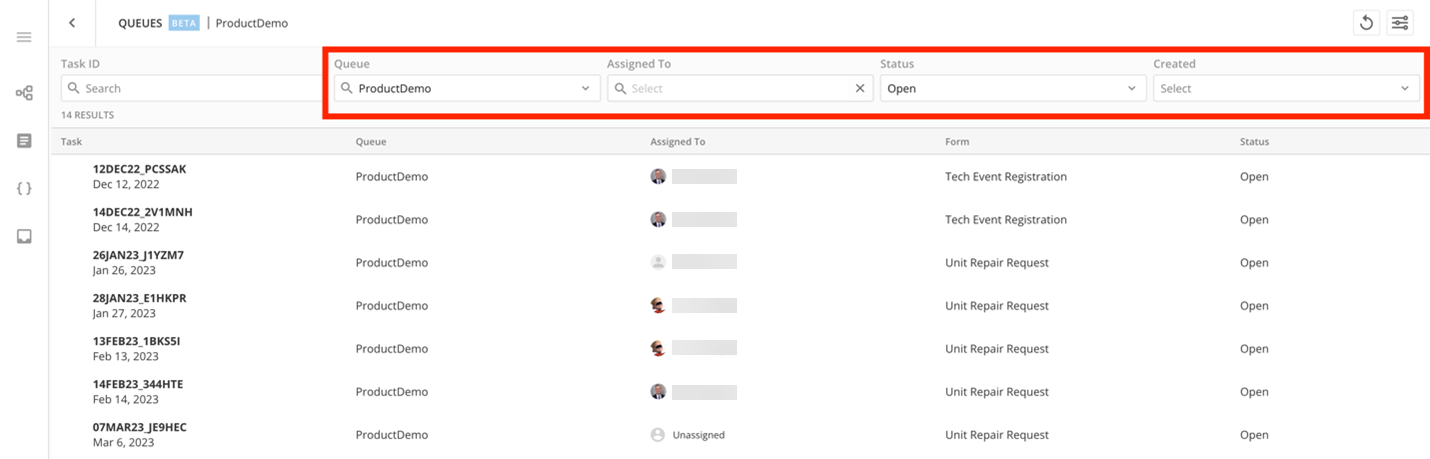 QUEUES BETA | ProductDemo
Task ID Queue Assigned To Status Created
Search ProductDemo Select Open Select
14 RESULTS
Task Queue Assigned To Form Status
12DEC22_PCSSAK
Dec 12, 2022 ProductDemo Tech Event Registration Open
14DEC22_2V1MNH
Dec 14, 2022 ProductDemo Tech Event Registration Open
26JAN23_J1YZM7
Jan 26, 2023 ProductDemo Unit Repair Request Open
28JAN23_E1HKPR
Jan 27, 2023 ProductDemo Unit Repair Request Open
13FEB23_1BKS5I
Feb 13, 2023 ProductDemo Unit Repair Request Open
14FEB23_344HTE
Feb 14, 2023 ProductDemo Unit Repair Request Open
07MAR23_JE9HEC
Mar 6, 2023 ProductDemo Unassigned Unit Repair Request Open